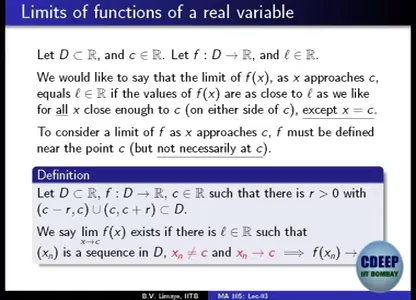 Limits of functions of a real variable
Let D ⊂ ℝ, and c ∈ ℝ. Let f : D → ℝ, and ℓ ∈ ℝ.
We would like to say that the limit of f(x), as x approaches c,
equals ℓ ∈ ℝ if the values of f(x) are as close to ℓ as we like
for all x close enough to c (on either side of c), except x = c.
To consider a limit of f as x approaches c, f must be defined
near the point c (but not necessarily at c).
Definition
Let D ⊂ ℝ, f : D → ℝ, c ∈ ℝ such that there is r > 0 with
(c − r, c) ∪ (c, c + r) ⊂ D.
We say lim f(x) exists if there is ℓ ∈ ℝ such that
x→c
(xₙ) is a sequence in D, xₙ ≠ c and xₙ → c ⟹ f(xₙ) →
CDEEP
IIT BOMBAY
B.V. Limaye, IITB MA 105: Lec-03